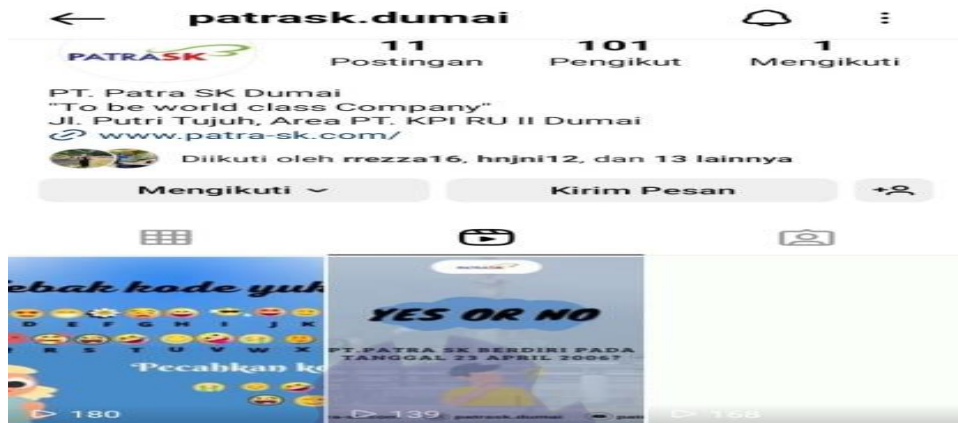 patrask.dumai
PATRA SK
11 101 1
Postingan Pengikut Mengikuti
PT. Patra SK Dumai
"To be world class Company"
Jl. Putri Tujuh, Area PT. KPI RU II Dumai
www.patra-sk.com/
Diikuti oleh rrezza16, hnjni12, dan 13 lainnya
Mengikuti
Kirim Pesan
ebak kode yuk
D E F G H I J K
R S T U V W X
Pecahkan ko
180
PATRASK
YES OR NO
PT.PATRA SK BERDIRI PADA
TANGGAL 23 APRIL 2006?
139
patrask.dumai
168